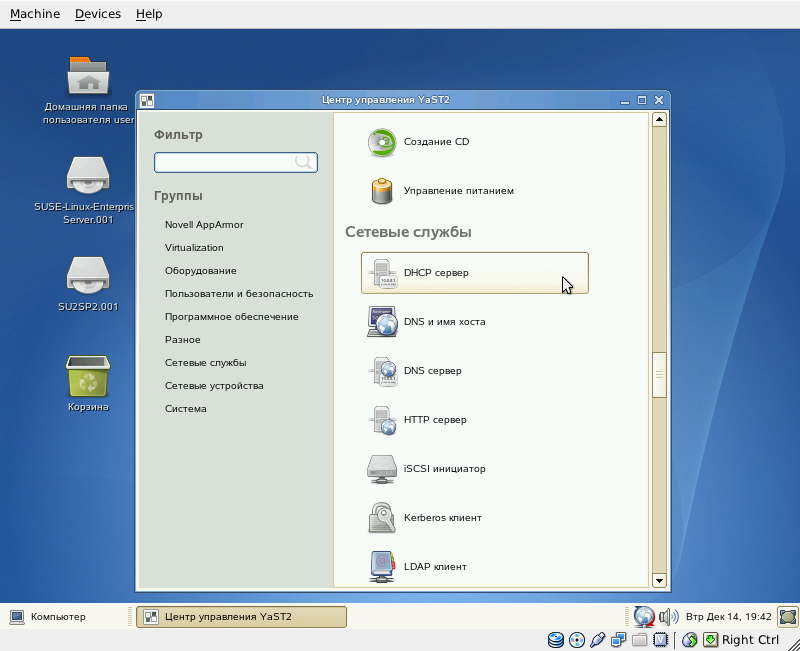 Machine Devices Help
Домашняя папка
пользователя user
SUSE-Linux-Enterpris
Server.001
SU2SP2.001
Корзина
Центр управления YaST2
Фильтр
Группы
Novell AppArmor
Virtualization
Оборудование
Пользователи и безопасность
Программное обеспечение
Разное
Сетевые службы
Сетевые устройства
Система
Создание CD
Управление питанием
Сетевые службы
DHCP сервер
DNS и имя хоста
DNS сервер
HTTP сервер
iSCSI инициатор
Kerberos клиент
LDAP клиент
Компьютер
Центр управления YaST2
Втр Дек 14, 19:42
Right Ctrl